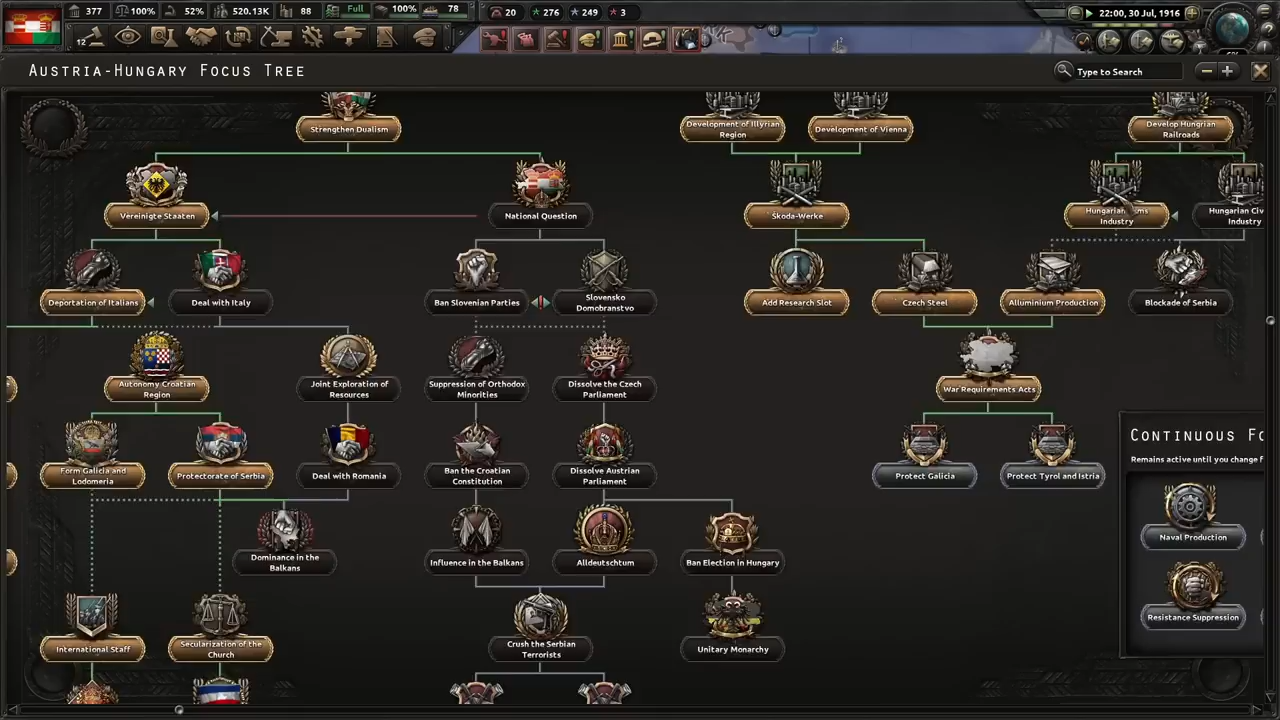 377 100% 52% 520.13K 88 Full 100% 78 20 276 249 3 22:00, 30 Jul, 1916
12
Austria-Hungary Focus Tree
Type to Search
Strengthen Dualism
Development of Illyrian
Region
Development of Vienna
Develop Hungrian
Railroads
Vereinigte Staaten
National Question
Škoda-Werke
Hungarian Arms
Industry
Hungarian Civ
Industry
Deportation of Italians
Deal with Italy
Ban Slovenian Parties
Slovensko
Domobranstvo
Add Research Slot
Czech Steel
Alluminium Production
Blockade of Serbia
Autonomy Croatian
Region
Joint Exploration of
Resources
Suppression of Orthodox
Minorities
Dissolve the Czech
Parliament
War Requirements Acts
Form Galicia and
Lodomeria
Protectorate of Serbia
Deal with Romania
Ban the Croatian
Constitution
Dissolve Austrian
Parliament
Protect Galicia
Protect Tyrol and Istria
Continuous Fo
Remains active until you change f
Naval Production
Dominance in the
Balkans
Influence in the Balkans
Alldeutschtum
Ban Election in Hungary
Resistance Suppression
International Staff
Secularization of the
Church
Crush the Serbian
Terrorists
Unitary Monarchy